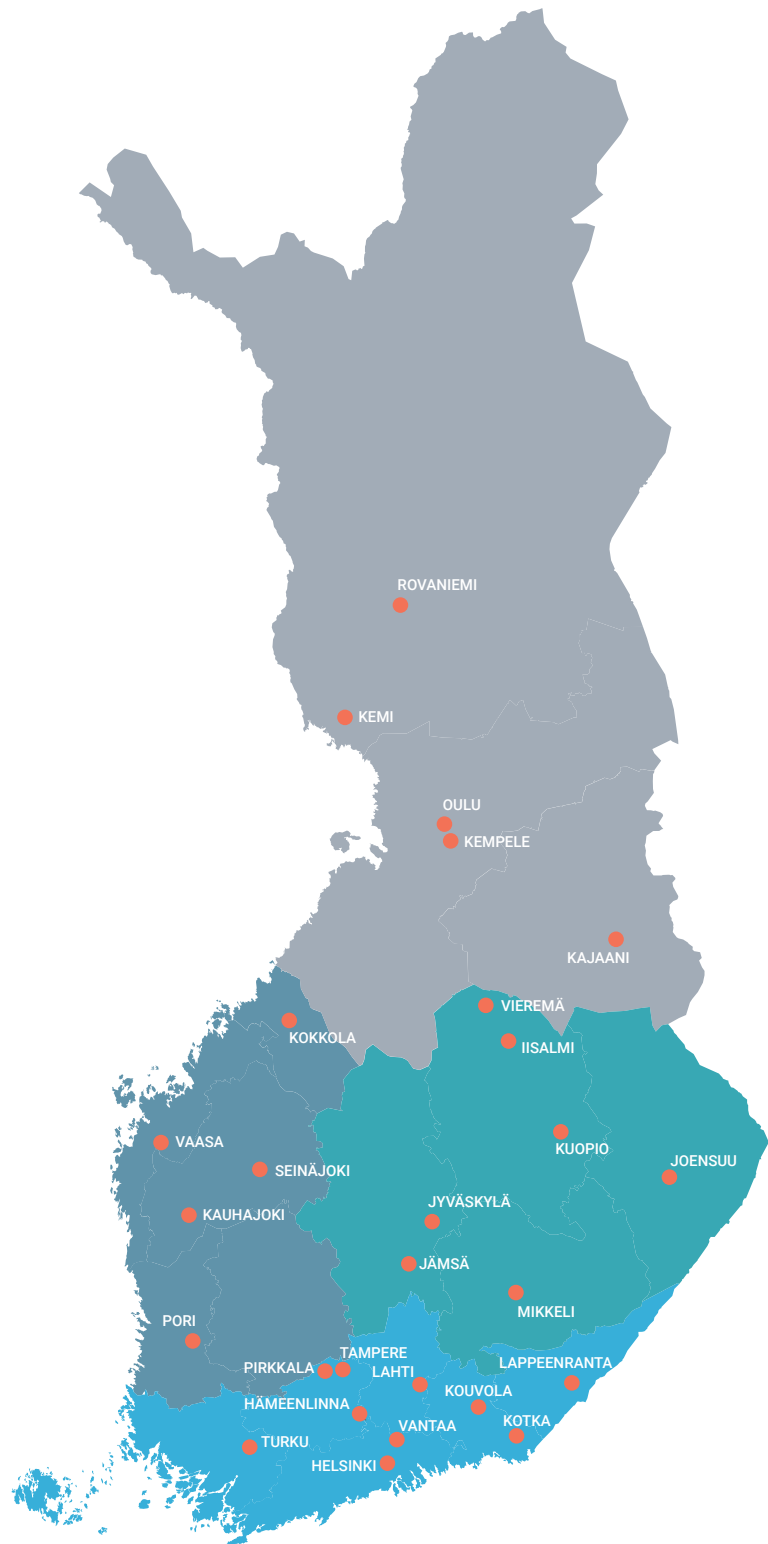 ROVANIEMI
KEMI
OULU
KEMPELE
KAJAANI
VIEREMÄ
KOKKOLA
IISALMI
VAASA
KUOPIO
JOENSUU
SEINÄJOKI
JYVÄSKYLÄ
KAUHAJOKI
JÄMSÄ
MIKKELI
PORI
TAMPERE
LAPPEENRANTA
PIRKKALA
LAHTI
KOUVOLA
HÄMEENLINNA
KOTKA
VANTAA
TURKU
HELSINKI